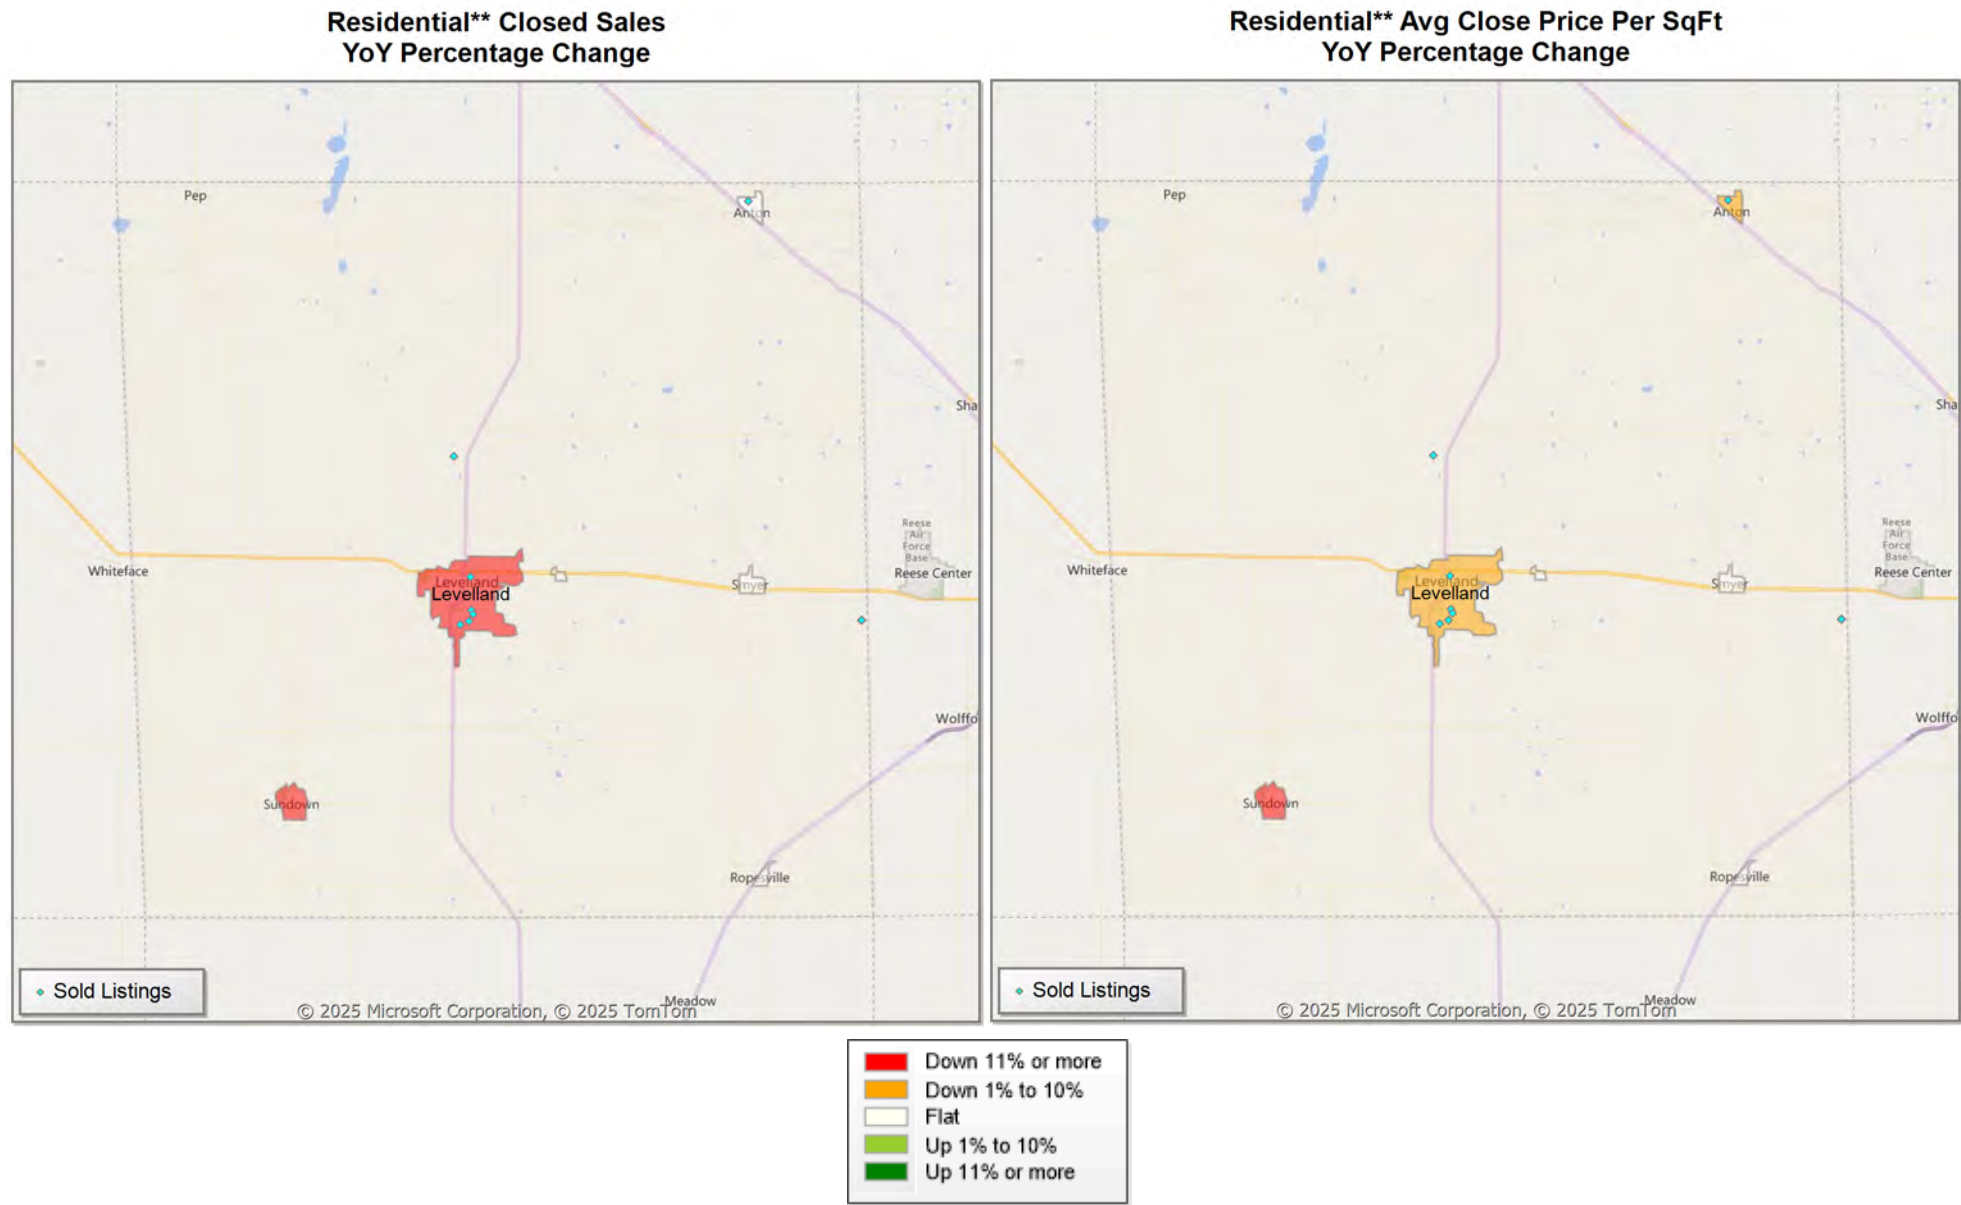 Residential** Closed Sales
YoY Percentage Change
Pep
Anton
Sha
Reese
Air
Force
Base
Reese Center
Whiteface
Levelland
Levelland
Smyer
Wolffo
Sundown
Ropesville
Meadow
Sold Listings
© 2025 Microsoft Corporation, © 2025 TomTom
Residential** Avg Close Price Per SqFt
YoY Percentage Change
Pep
Anton
Sha
Reese
Air
Force
Base
Reese Center
Whiteface
Levelland
Levelland
Smyer
Wolffo
Sundown
Ropesville
Meadow
Sold Listings
© 2025 Microsoft Corporation, © 2025 TomTom
Down 11% or more
Down 1% to 10%
Flat
Up 1% to 10%
Up 11% or more